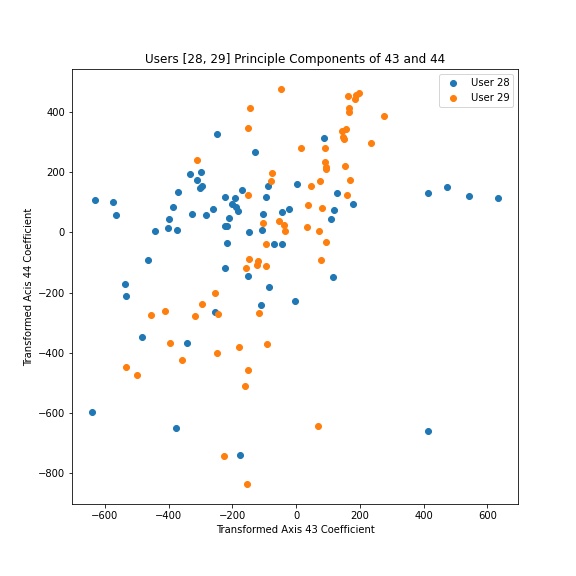 Users [28, 29] Principle Components of 43 and 44
User 28
User 29
Transformed Acis 44 Coefficient
400
200
0
−200
−400
−600
−800
−600
−400
−200
0
200
400
600
Transformed Axis 43 Coefficient